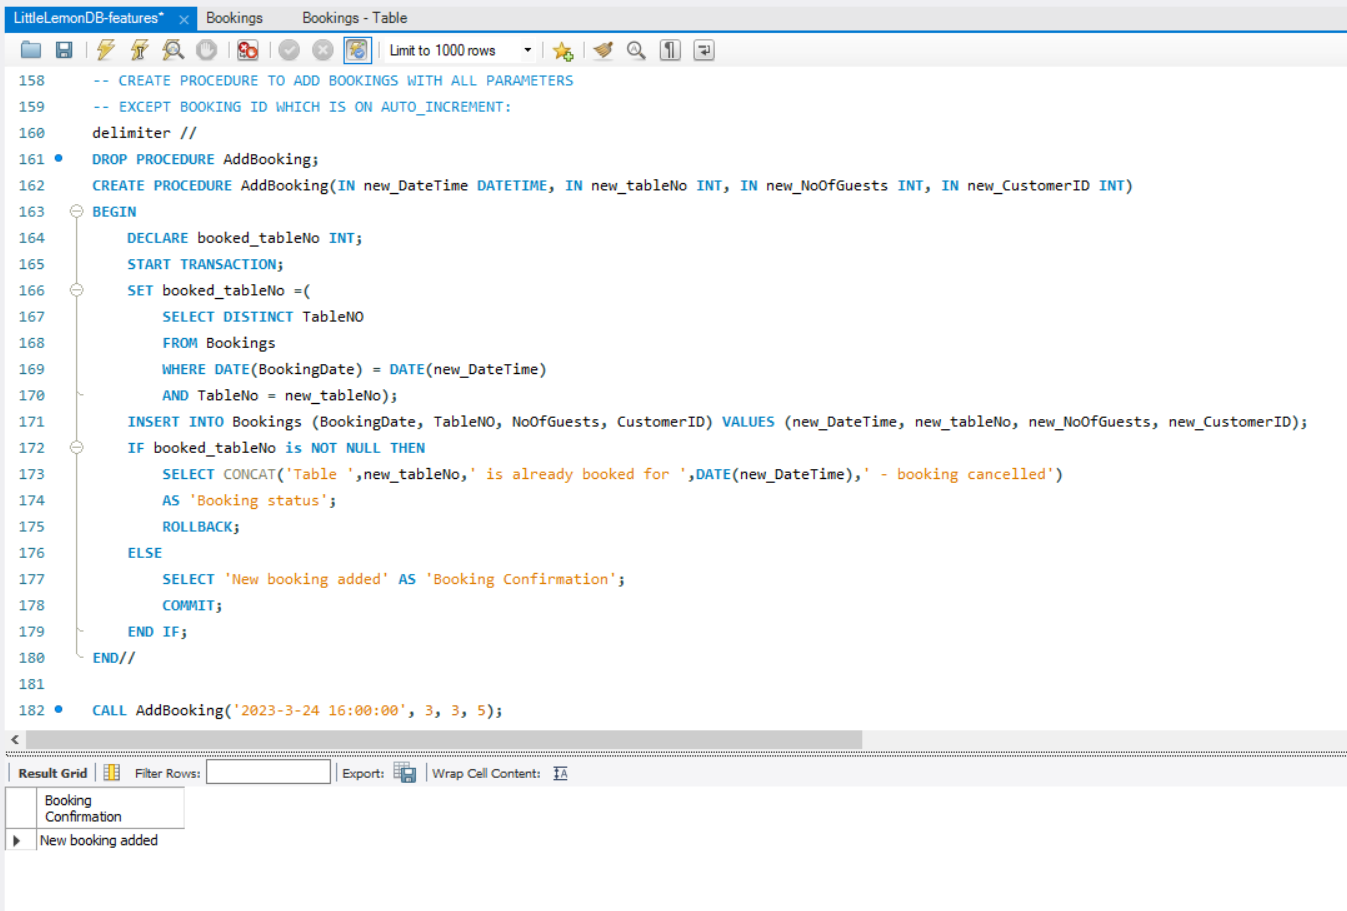 LittleLemonDB-features* × Bookings Bookings - Table
Limit to 1000 rows
158 -- CREATE PROCEDURE TO ADD BOOKINGS WITH ALL PARAMETERS
159 -- EXCEPT BOOKING ID WHICH IS ON AUTO_INCREMENT:
160 delimiter //
161 DROP PROCEDURE AddBooking;
162 CREATE PROCEDURE AddBooking(IN new_DateTime DATETIME, IN new_tableNo INT, IN new_NoOfGuests INT, IN new_CustomerID INT)
163 BEGIN
164 DECLARE booked_tableNo INT;
165 START TRANSACTION;
166 SET booked_tableNo =(
167 SELECT DISTINCT TableNO
168 FROM Bookings
169 WHERE DATE(BookingDate) = DATE(new_DateTime)
170 AND TableNo = new_tableNo);
171 INSERT INTO Bookings (BookingDate, TableNO, NoOfGuests, CustomerID) VALUES (new_DateTime, new_tableNo, new_NoOfGuests, new_CustomerID);
172 IF booked_tableNo is NOT NULL THEN
173 SELECT CONCAT('Table ',new_tableNo,' is already booked for ',DATE(new_DateTime),' - booking cancelled')
174 AS 'Booking status';
175 ROLLBACK;
176 ELSE
177 SELECT 'New booking added' AS 'Booking Confirmation';
178 COMMIT;
179 END IF;
180 END//
181
182 CALL AddBooking('2023-3-24 16:00:00', 3, 3, 5);
Result Grid Filter Rows: Export: Wrap Cell Content:
Booking
Confirmation
New booking added